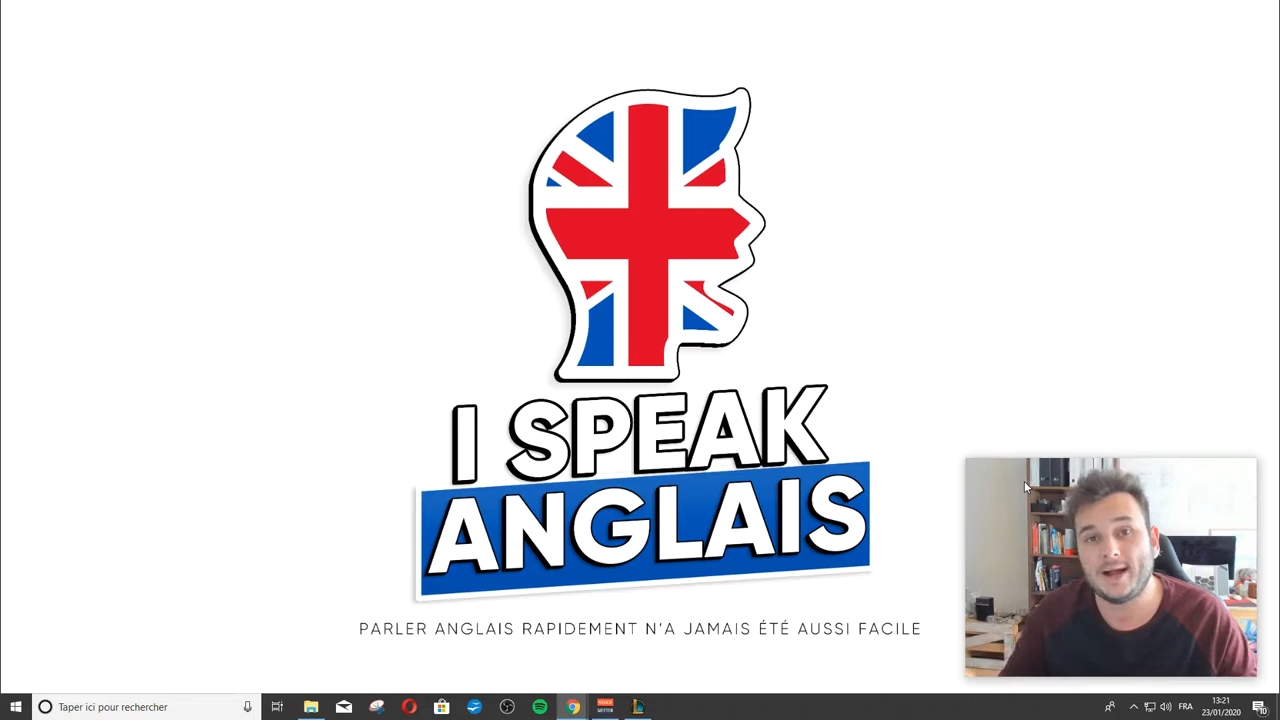 I SPEAK
ANGLAIS
PARLER ANGLAIS RAPIDEMENT N'A JAMAIS ÉTÉ AUSSI FACILE
Taper ici pour rechercher
FRA
13:21
23/01/2020
10